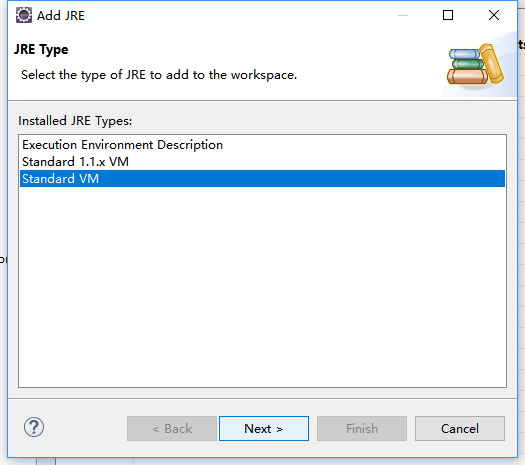 Add JRE
JRE Type
Select the type of JRE to add to the workspace.
Installed JRE Types:
Execution Environment Description
Standard 1.1.x VM
Standard VM
?
< Back
Next >
Finish
Cancel